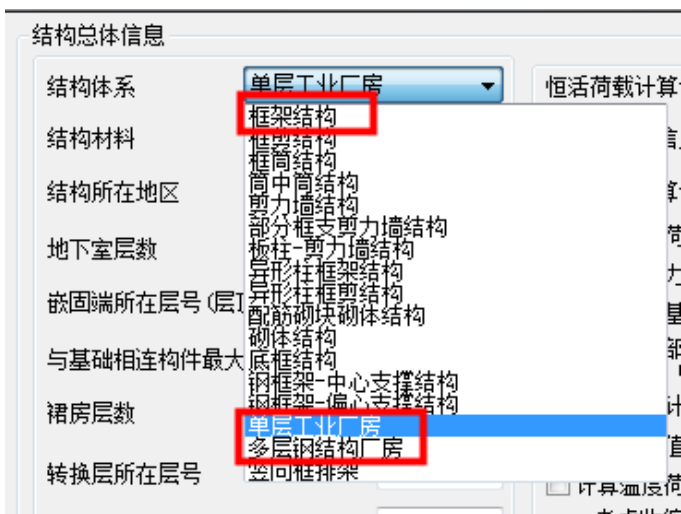 结构总体信息
结构体系
单层工业厂房
恒活荷载计算
框架结构
结构材料
框剪结构
框筒结构
筒中筒结构
结构所在地区
剪力墙结构
部分框支剪力墙结构
地下室层数
板柱-剪力墙结构
异形柱框架结构
异形柱框剪结构
嵌固端所在层号(层
配筋砌块砌体结构
砌体结构
与基础相连构件最大
底框结构
钢框架-中心支撑结构
钢框架-偏心支撑结构
裙房层数
单层工业厂房
多层钢结构厂房
转换层所在层号
竖向框排架
计算温度荷